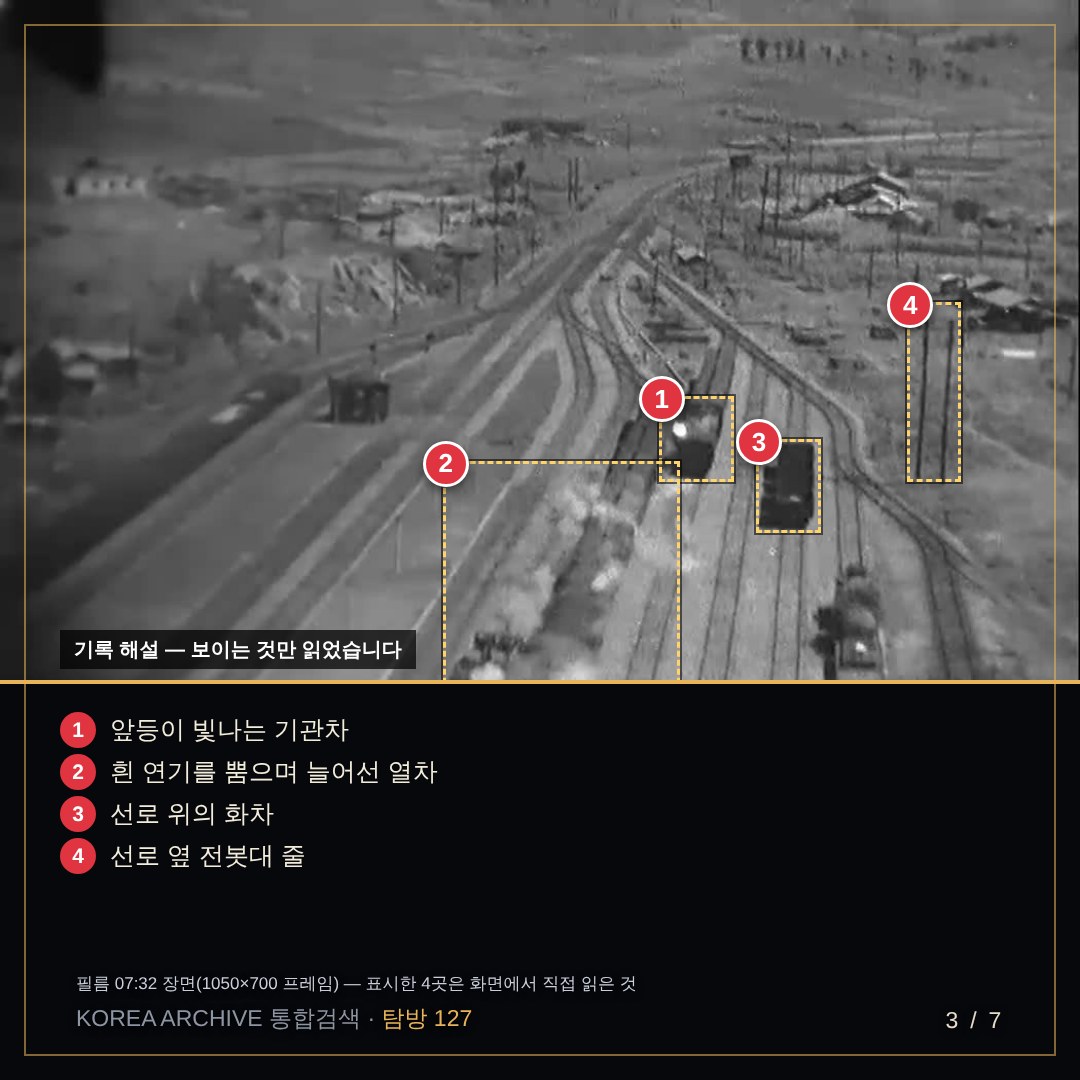 1
2
3
4
기록 해설 — 보이는 것만 읽었습니다
1 앞등이 빛나는 기관차
2 흰 연기를 뿜으며 늘어선 열차
3 선로 위의 화차
4 선로 옆 전봇대 줄
필름 07:32 장면(1050×700 프레임) — 표시한 4곳은 화면에서 직접 읽은 것
KOREA ARCHIVE 통합검색 · 탐방 127
3 / 7